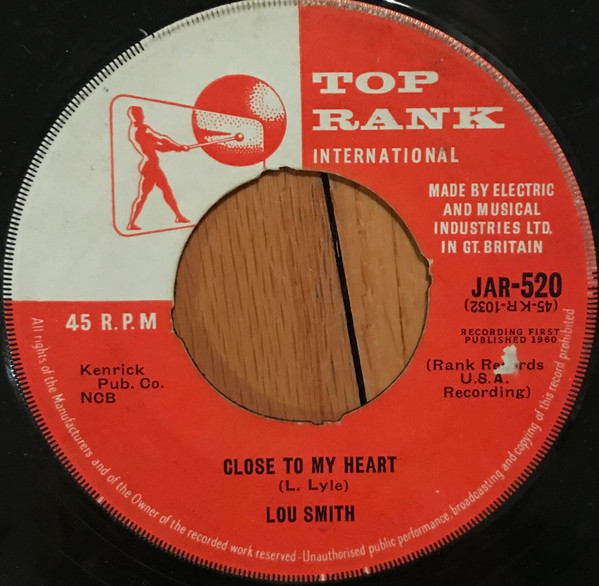 TOP
RANK
INTERNATIONAL
MADE BY ELECTRIC
AND MUSICAL
INDUSTRIES LTD.
IN GT. BRITAIN
JAR-520
(45-K-R-1032)
45 R.P.M
RECORDING FIRST
PUBLISHED 1960
Kenrick
Pub. Co.
NCB
(Rank
U.S.A.
Recording)
CLOSE TO MY HEART
(L. Lyle)
LOU SMITH
All rights of the Manufacturers and of the Owner of the recorded work reserved - Unauthorised public performance, broadcasting and copying of this record prohibited